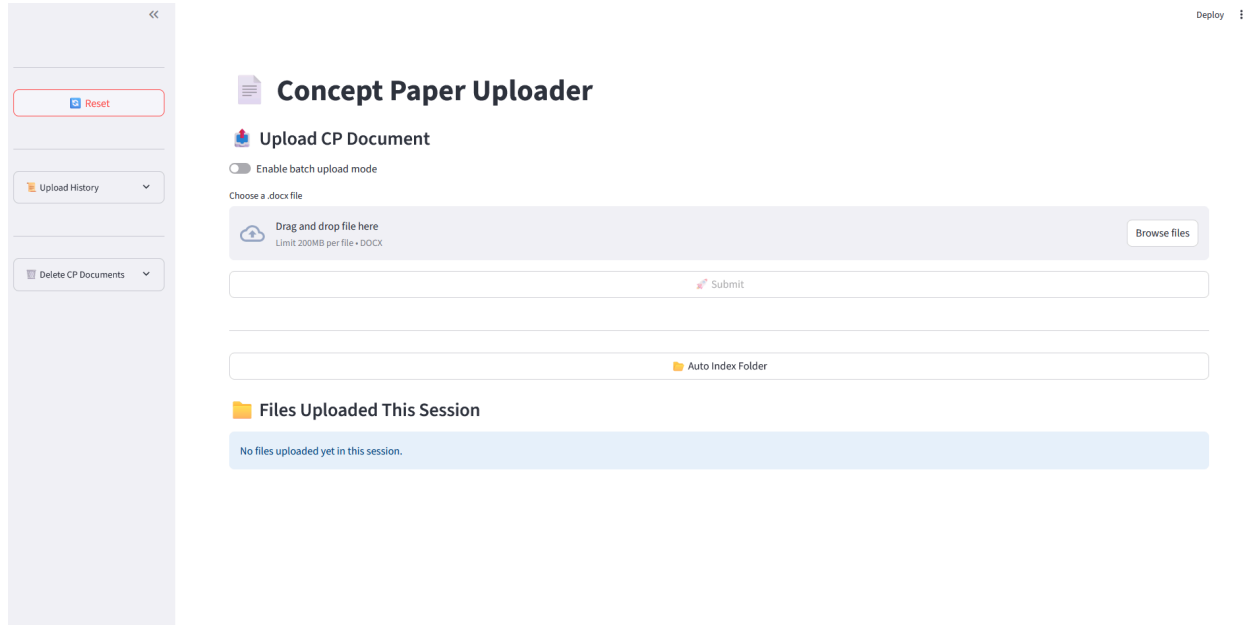 Deploy
Reset
Upload History
Delete CP Documents
Concept Paper Uploader
Upload CP Document
Enable batch upload mode
Choose a .docx file
Drag and drop file here
Limit 200MB per file • DOCX
Browse files
Submit
Auto Index Folder
Files Uploaded This Session
No files uploaded yet in this session.